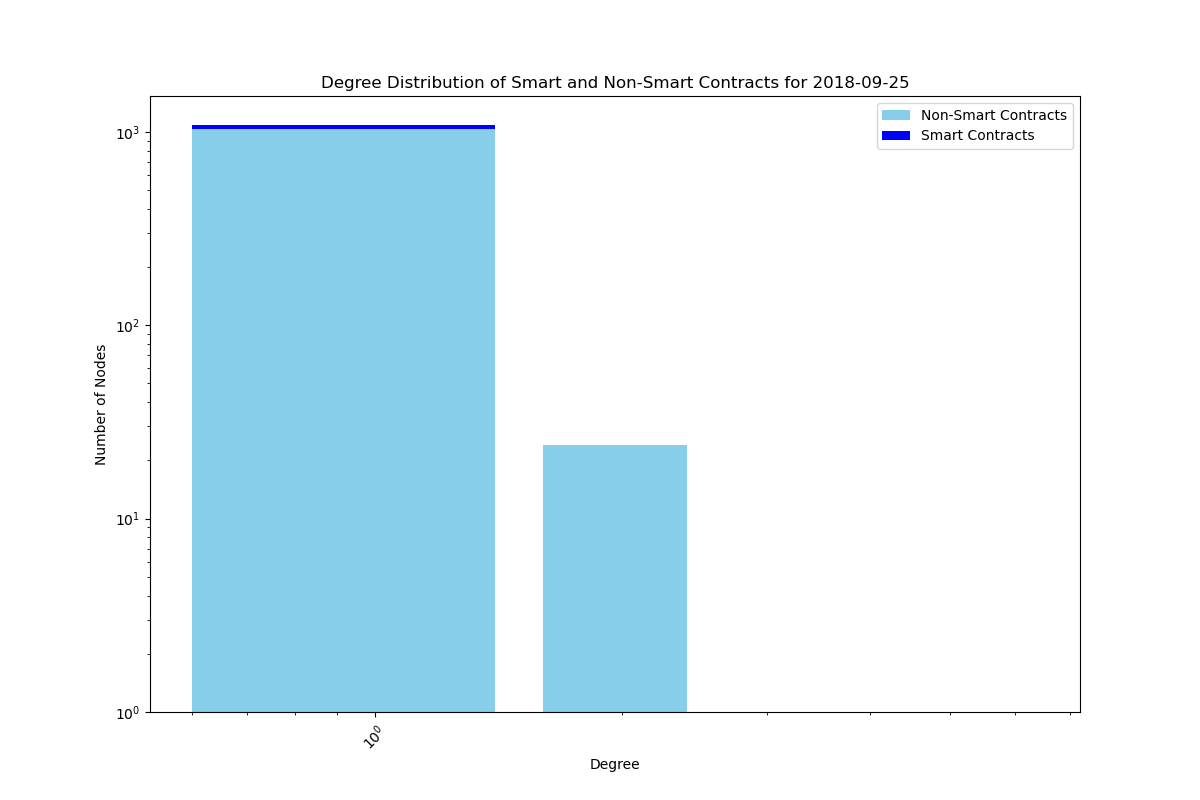 Degree Distribution of Smart and Non-Smart Contracts for 2018-09-25
Non-Smart Contracts
Smart Contracts
Number of Nodes
10³
10²
10¹
10⁰
10⁰
Degree